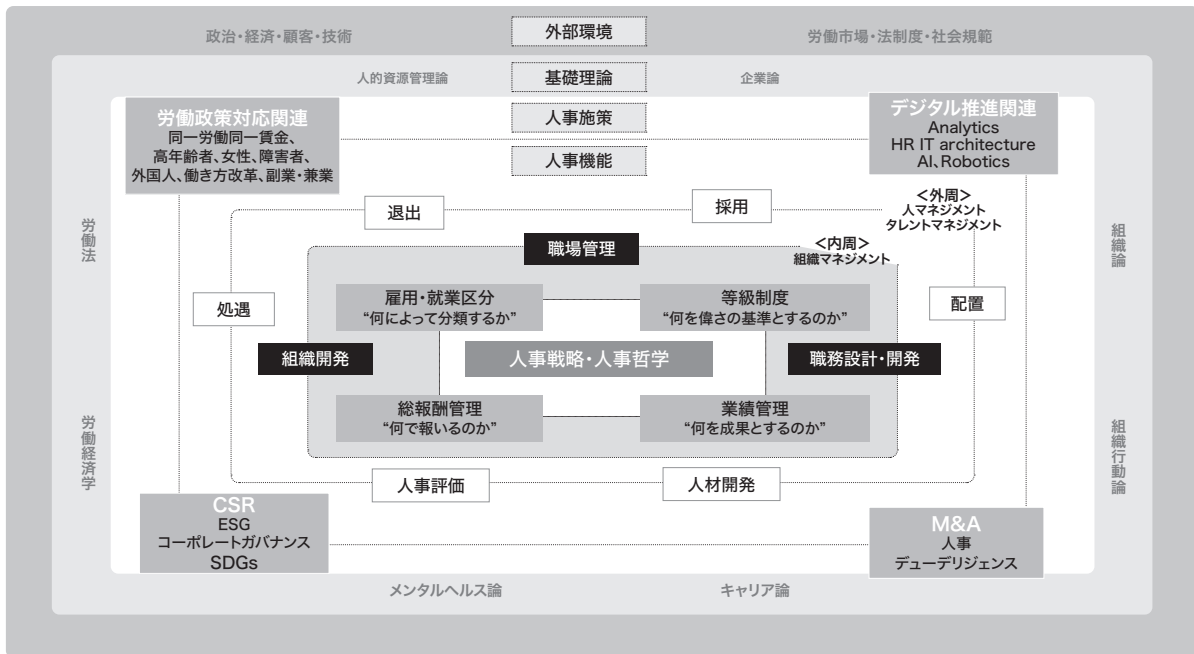 政治・経済・顧客・技術
外部環境
労働市場・法制度・社会規範
人的資源管理論
基礎理論
企業論
労働政策対応関連
同一労働同一賃金、
高年齢者、女性、障害者、
外国人、働き方改革、副業・兼業
人事施策
人事機能
デジタル推進関連
Analytics
HR IT architecture
AI、Robotics
退出
採用
＜外周＞
人マネジメント
タレントマネジメント
労働法
組織論
職場管理
＜内周＞
組織マネジメント
処遇
雇用・就業区分
“何によって分類するか”
等級制度
“何を偉さの基準とするのか”
配置
組織開発
人事戦略・人事哲学
職務設計・開発
総報酬管理
“何で報いるのか”
業績管理
“何を成果とするのか”
労働経済学
組織行動論
人事評価
人材開発
CSR
ESG
コーポレートガバナンス
SDGs
M&A
人事
デューデリジェンス
メンタルヘルス論
キャリア論